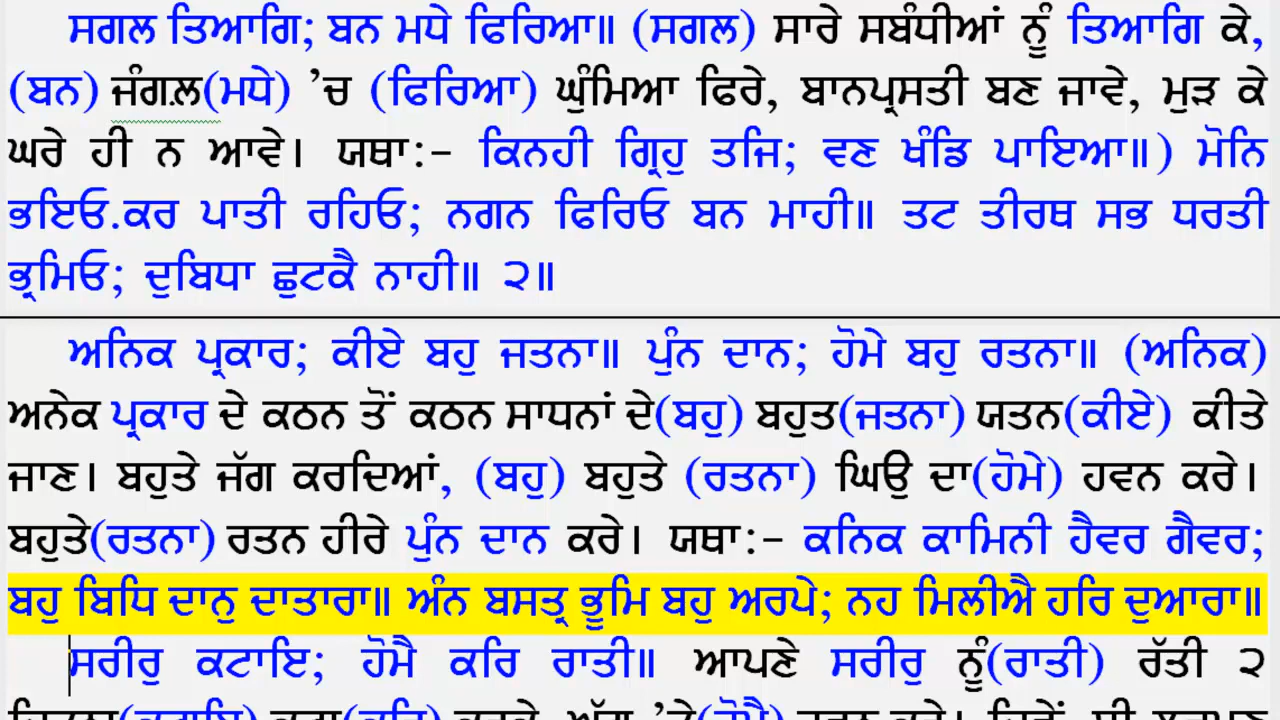 ਸਗਲ ਤਿਆਗਿ; ਬਨ ਮਧੇ ਫਿਰਿਆ॥ (ਸਗਲ) ਸਾਰੇ ਸਬੰਧੀਆਂ ਨੂੰ ਤਿਆਗਿ ਕੇ,
(ਬਨ) ਜੰਗਲ(ਮਧੇ) ’ਚ (ਫਿਰਿਆ) ਘੁੰਮਿਆ ਫਿਰੇ, ਬਾਨਪ੍ਰਸਤੀ ਬਣ ਜਾਵੇ, ਮੁੜ ਕੇ
ਘਰੇ ਹੀ ਨ ਆਵੇ। ਯਥਾ:- ਕਿਨਹੀ ਗ੍ਰਿਹੁ ਤਜਿ; ਵਣ ਖੰਡਿ ਪਾਇਆ॥) ਮੋਨਿ
ਭਇਓ.ਕਰ ਪਾਤੀ ਰਹਿਓ; ਨਗਨ ਫਿਰਿਓ ਬਨ ਮਾਹੀ॥ ਤਟ ਤੀਰਥ ਸਭ ਧਰਤੀ
ਭ੍ਰਮਿਓ; ਦੁਬਿਧਾ ਛੁਟਕੈ ਨਾਹੀ॥ ੨॥
ਅਨਿਕ ਪ੍ਰਕਾਰ; ਕੀਏ ਬਹੁ ਜਤਨਾ॥ ਪੁੰਨ ਦਾਨ; ਹੋਮੇ ਬਹੁ ਰਤਨਾ॥ (ਅਨਿਕ)
ਅਨੇਕ ਪ੍ਰਕਾਰ ਦੇ ਕਠਨ ਤੋਂ ਕਠਨ ਸਾਧਨਾਂ ਦੇ(ਬਹੁ) ਬਹੁਤ(ਜਤਨਾ) ਯਤਨ(ਕੀਏ) ਕੀਤੇ
ਜਾਣ। ਬਹੁਤੇ ਜੱਗ ਕਰਦਿਆਂ, (ਬਹੁ) ਬਹੁਤੇ (ਰਤਨਾ) ਘਿਉ ਦਾ(ਹੋਮੇ) ਹਵਨ ਕਰੇ।
ਬਹੁਤੇ(ਰਤਨਾ) ਰਤਨ ਹੀਰੇ ਪੁੰਨ ਦਾਨ ਕਰੇ। ਯਥਾ:- ਕਨਿਕ ਕਾਮਿਨੀ ਹੈਵਰ ਗੈਵਰ;
ਬਹੁ ਬਿਧਿ ਦਾਨੁ ਦਾਤਾਰਾ॥ ਅੰਨ ਬਸਤ੍ਰ ਭੂਮਿ ਬਹੁ ਅਰਪੇ; ਨਹ ਮਿਲੀਐ ਹਰਿ ਦੁਆਰਾ॥
ਸਰੀਰੁ ਕਟਾਇ; ਹੋਮੈ ਕਰਿ ਰਾਤੀ॥ ਆਪਣੇ ਸਰੀਰੁ ਨੂੰ(ਰਾਤੀ) ਰੱਤੀ ੨